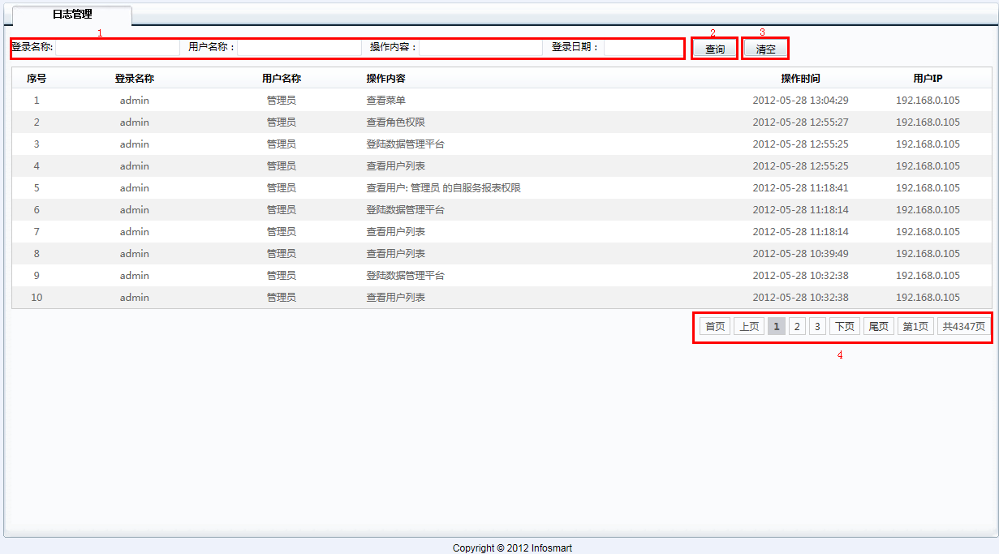 日志管理
1 2 3
登录名称: 用户名称： 操作内容： 登录日期： 查询 清空
序号 登录名称 用户名称 操作内容 操作时间 用户IP
1 admin 管理员 查看菜单 2012-05-28 13:04:29 192.168.0.105
2 admin 管理员 查看角色权限 2012-05-28 12:55:27 192.168.0.105
3 admin 管理员 登陆数据管理平台 2012-05-28 12:55:25 192.168.0.105
4 admin 管理员 查看用户列表 2012-05-28 12:55:25 192.168.0.105
5 admin 管理员 查看用户: 管理员 的自服务报表权限 2012-05-28 11:18:41 192.168.0.105
6 admin 管理员 登陆数据管理平台 2012-05-28 11:18:14 192.168.0.105
7 admin 管理员 查看用户列表 2012-05-28 11:18:14 192.168.0.105
8 admin 管理员 查看用户列表 2012-05-28 10:39:49 192.168.0.105
9 admin 管理员 登陆数据管理平台 2012-05-28 10:32:38 192.168.0.105
10 admin 管理员 查看用户列表 2012-05-28 10:32:38 192.168.0.105
首页 上页 1 2 3 下页 尾页 第1页 共4347页
4
Copyright © 2012 Infosmart